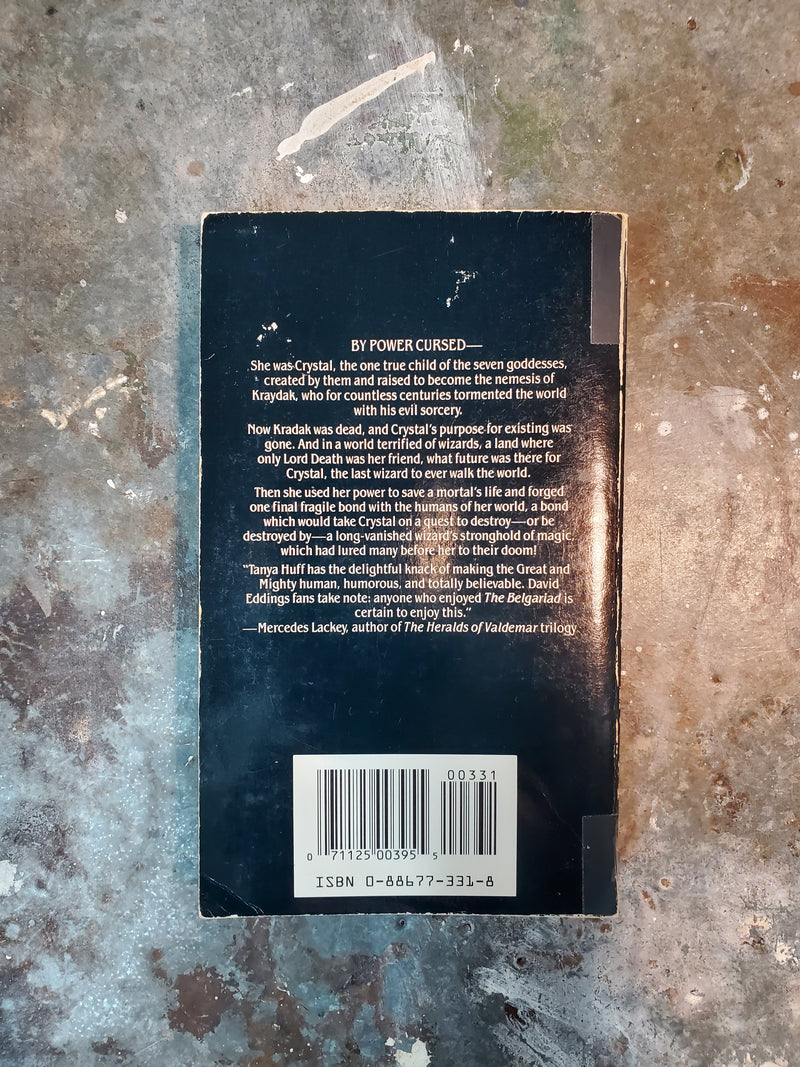 BY POWER CURSED—
She was Crystal, the one true child of the seven goddesses,
created by them and raised to become the nemesis of
Kraydak, who for countless centuries tormented the world
with his evil sorcery.
Now Kradak was dead, and Crystal's purpose for existing was
gone. And in a world terrified of wizards, a land where
only Lord Death was her friend, what future was there for
Crystal, the last wizard to ever walk the world.
Then she used her power to save a mortal's life and forged
one final fragile bond with the humans of her world, a bond
which would take Crystal on a quest to destroy—or be
destroyed by—a long-vanished wizard's stronghold of magic
which had lured many before her to their doom!
"Tanya Huff has the delightful knack of making the Great and
Mighty human, humorous, and totally believable. David
Eddings fans take note: anyone who enjoyed The Belgariad is
certain to enjoy this."
—Mercedes Lackey, author of The Heralds of Valdemar trilogy
00331
0 71125 00395 5
ISBN 0-88677-331-8